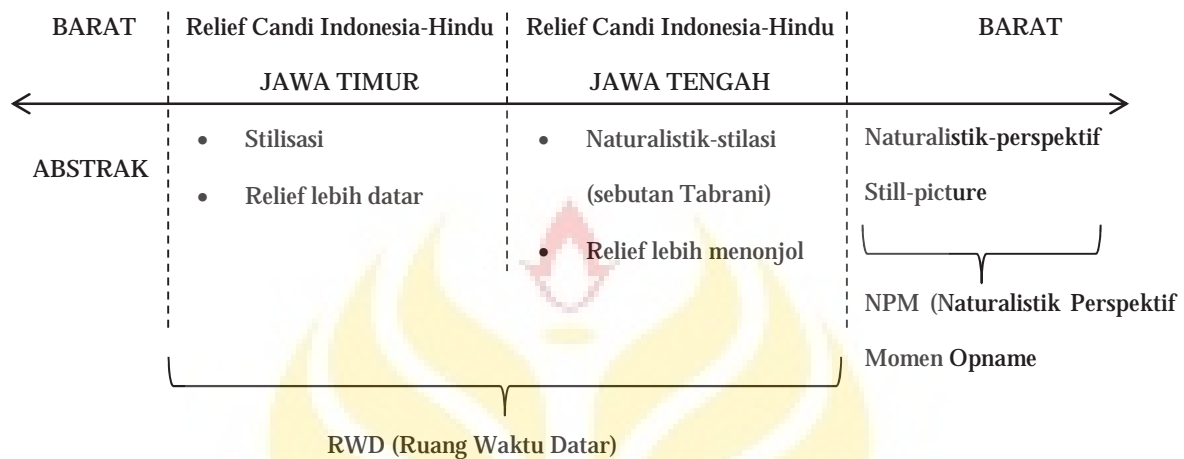 BARAT Relief Candi Indonesia-Hindu Relief Candi Indonesia-Hindu BARAT
JAWA TIMUR JAWA TENGAH
ABSTRAK
• Stilisasi
• Relief lebih datar
• Naturalistik-stilasi
(sebutan Tabrani)
• Relief lebih menonjol
Naturalistik-perspektif
Still-picture
NPM (Naturalistik Perspektif
Momen Opname
RWD (Ruang Waktu Datar)